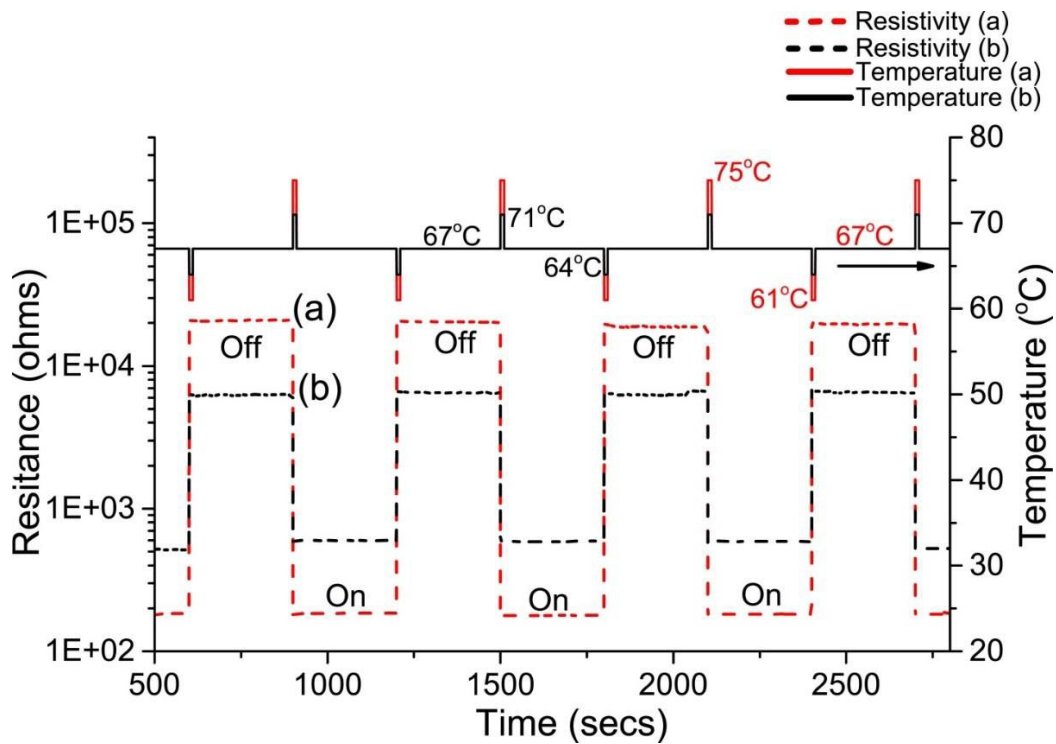 Resistivity (a)
Resistivity (b)
Temperature (a)
Temperature (b)
Resitance (ohms)
1E+05
1E+04
1E+03
1E+02
80
70
60
50
40
30
20
Temperature (°C)
75°C
71°C
67°C
67°C
64°C
61°C
(a)
Off
Off
Off
Off
(b)
On
On
On
500
1000
1500
2000
2500
Time (secs)